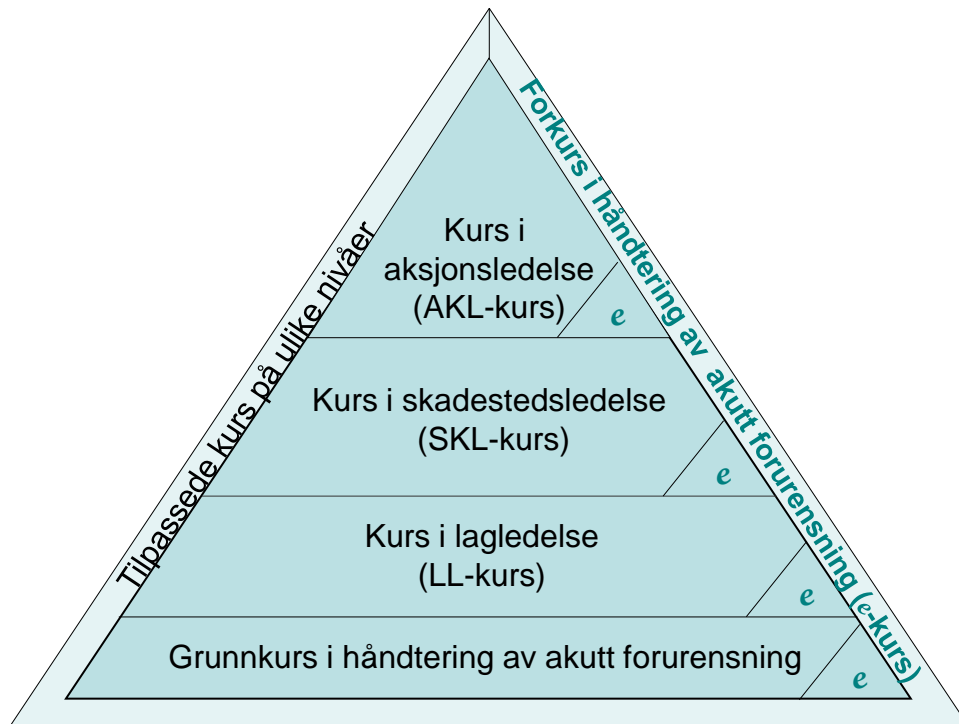 Tilpassede kurs på ulike nivåer
Forkurs i håndtering av akutt forurensning (e-kurs)
Kurs i
aksjonsledelse
(AKL-kurs)
e
Kurs i skadestedsledelse
(SKL-kurs)
e
Kurs i lagledelse
(LL-kurs)
e
Grunnkurs i håndtering av akutt forurensning
e